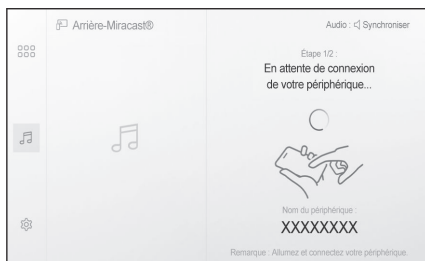 Arrière-Miracast®
Audio : Synchroniser
Étape 1/2 :
En attente de connexion
de votre périphérique...
Nom du périphérique :
XXXXXXXX
Remarque : Allumez et connectez votre périphérique.